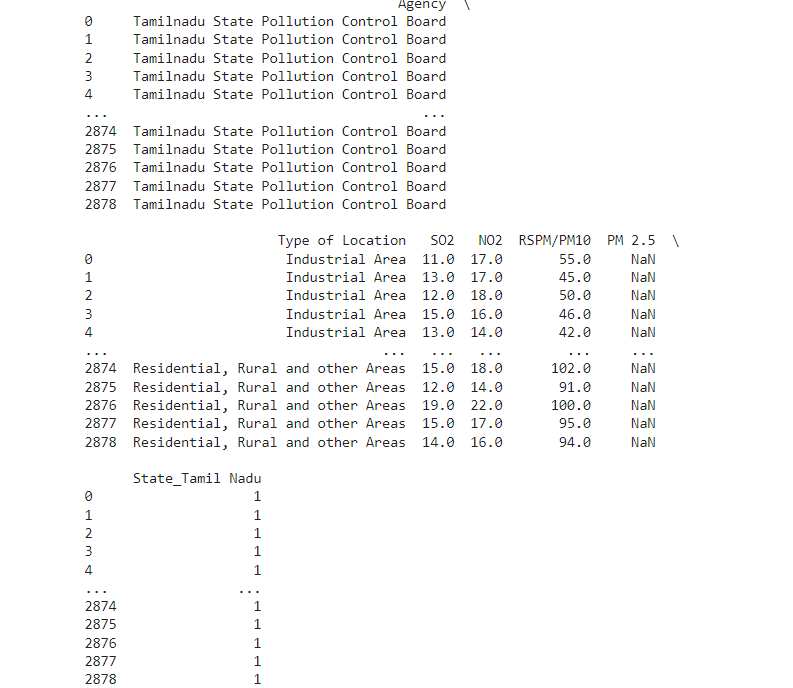 Agency \
0 Tamilnadu State Pollution Control Board
1 Tamilnadu State Pollution Control Board
2 Tamilnadu State Pollution Control Board
3 Tamilnadu State Pollution Control Board
4 Tamilnadu State Pollution Control Board
... ...
2874 Tamilnadu State Pollution Control Board
2875 Tamilnadu State Pollution Control Board
2876 Tamilnadu State Pollution Control Board
2877 Tamilnadu State Pollution Control Board
2878 Tamilnadu State Pollution Control Board
Type of Location SO2 NO2 RSPM/PM10 PM 2.5 \
0 Industrial Area 11.0 17.0 55.0 NaN
1 Industrial Area 13.0 17.0 45.0 NaN
2 Industrial Area 12.0 18.0 50.0 NaN
3 Industrial Area 15.0 16.0 46.0 NaN
4 Industrial Area 13.0 14.0 42.0 NaN
... ... ... ... ... ...
2874 Residential, Rural and other Areas 15.0 18.0 102.0 NaN
2875 Residential, Rural and other Areas 12.0 14.0 91.0 NaN
2876 Residential, Rural and other Areas 19.0 22.0 100.0 NaN
2877 Residential, Rural and other Areas 15.0 17.0 95.0 NaN
2878 Residential, Rural and other Areas 14.0 16.0 94.0 NaN
State_Tamil Nadu
0 1
1 1
2 1
3 1
4 1
... ...
2874 1
2875 1
2876 1
2877 1
2878 1